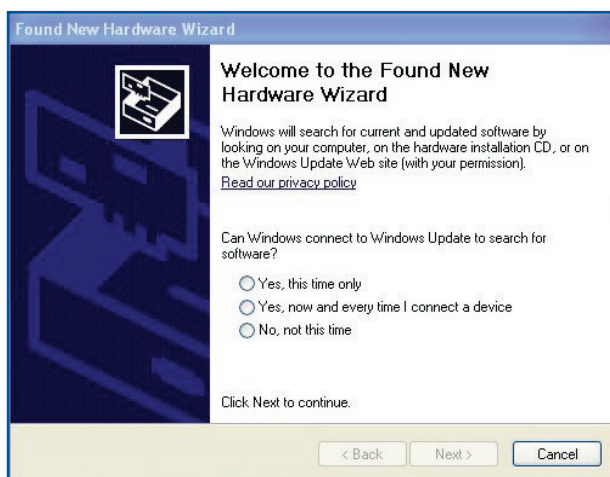 Found New Hardware Wizard
Welcome to the Found New
Hardware Wizard
Windows will search for current and updated software by
looking on your computer, on the hardware installation CD, or on
the Windows Update Web site (with your permission).
Read our privacy policy
Can Windows connect to Windows Update to search for
software?
Yes, this time only
Yes, now and every time I connect a device
No, not this time
Click Next to continue.
< Back Next > Cancel